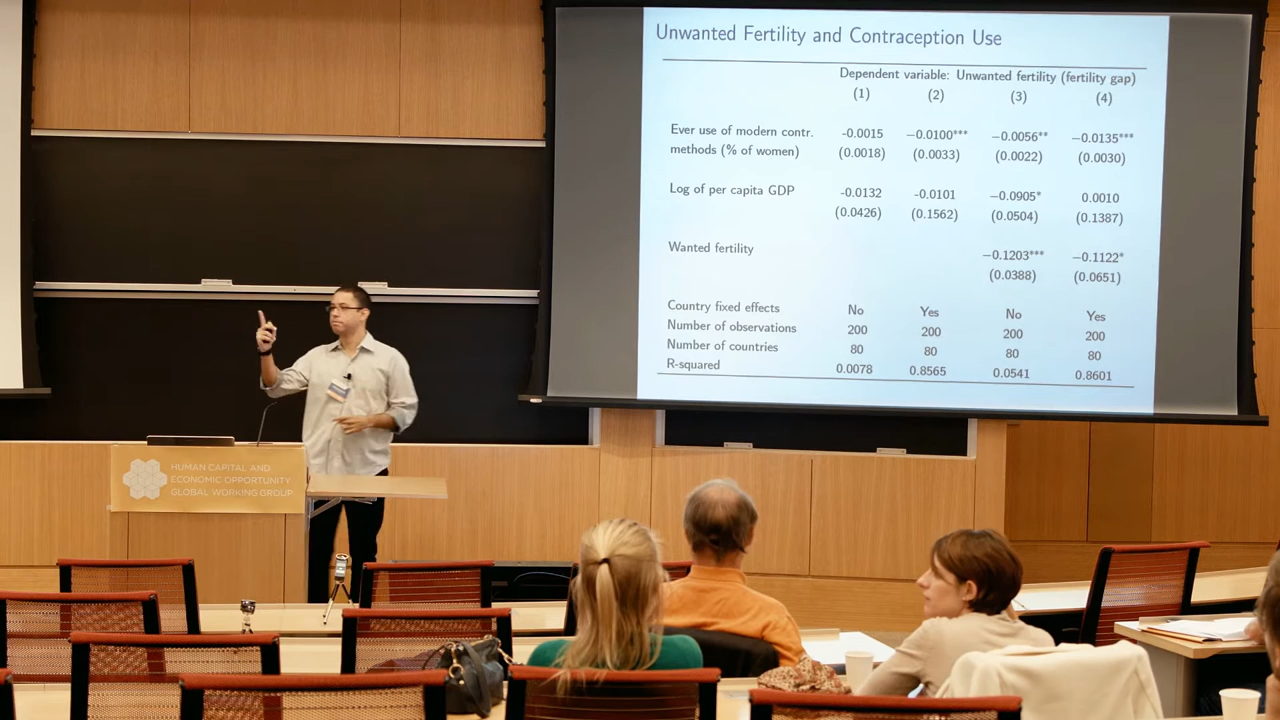 Unwanted Fertility and Contraception Use
Dependent variable: Unwanted fertility (fertility gap)
(1) (2) (3) (4)
Ever use of modern contr. -0.0015 −0.0100*** −0.0056** −0.0135***
methods (% of women) (0.0018) (0.0033) (0.0022) (0.0030)
Log of per capita GDP -0.0132 -0.0101 −0.0905* 0.0010
(0.0426) (0.1562) (0.0504) (0.1387)
Wanted fertility −0.1203*** −0.1122*
(0.0388) (0.0651)
Country fixed effects No Yes No Yes
Number of observations 200 200 200 200
Number of countries 80 80 80 80
R-squared 0.0078 0.8565 0.0541 0.8601
HUMAN CAPITAL AND
ECONOMIC OPPORTUNITY
GLOBAL WORKING GROUP